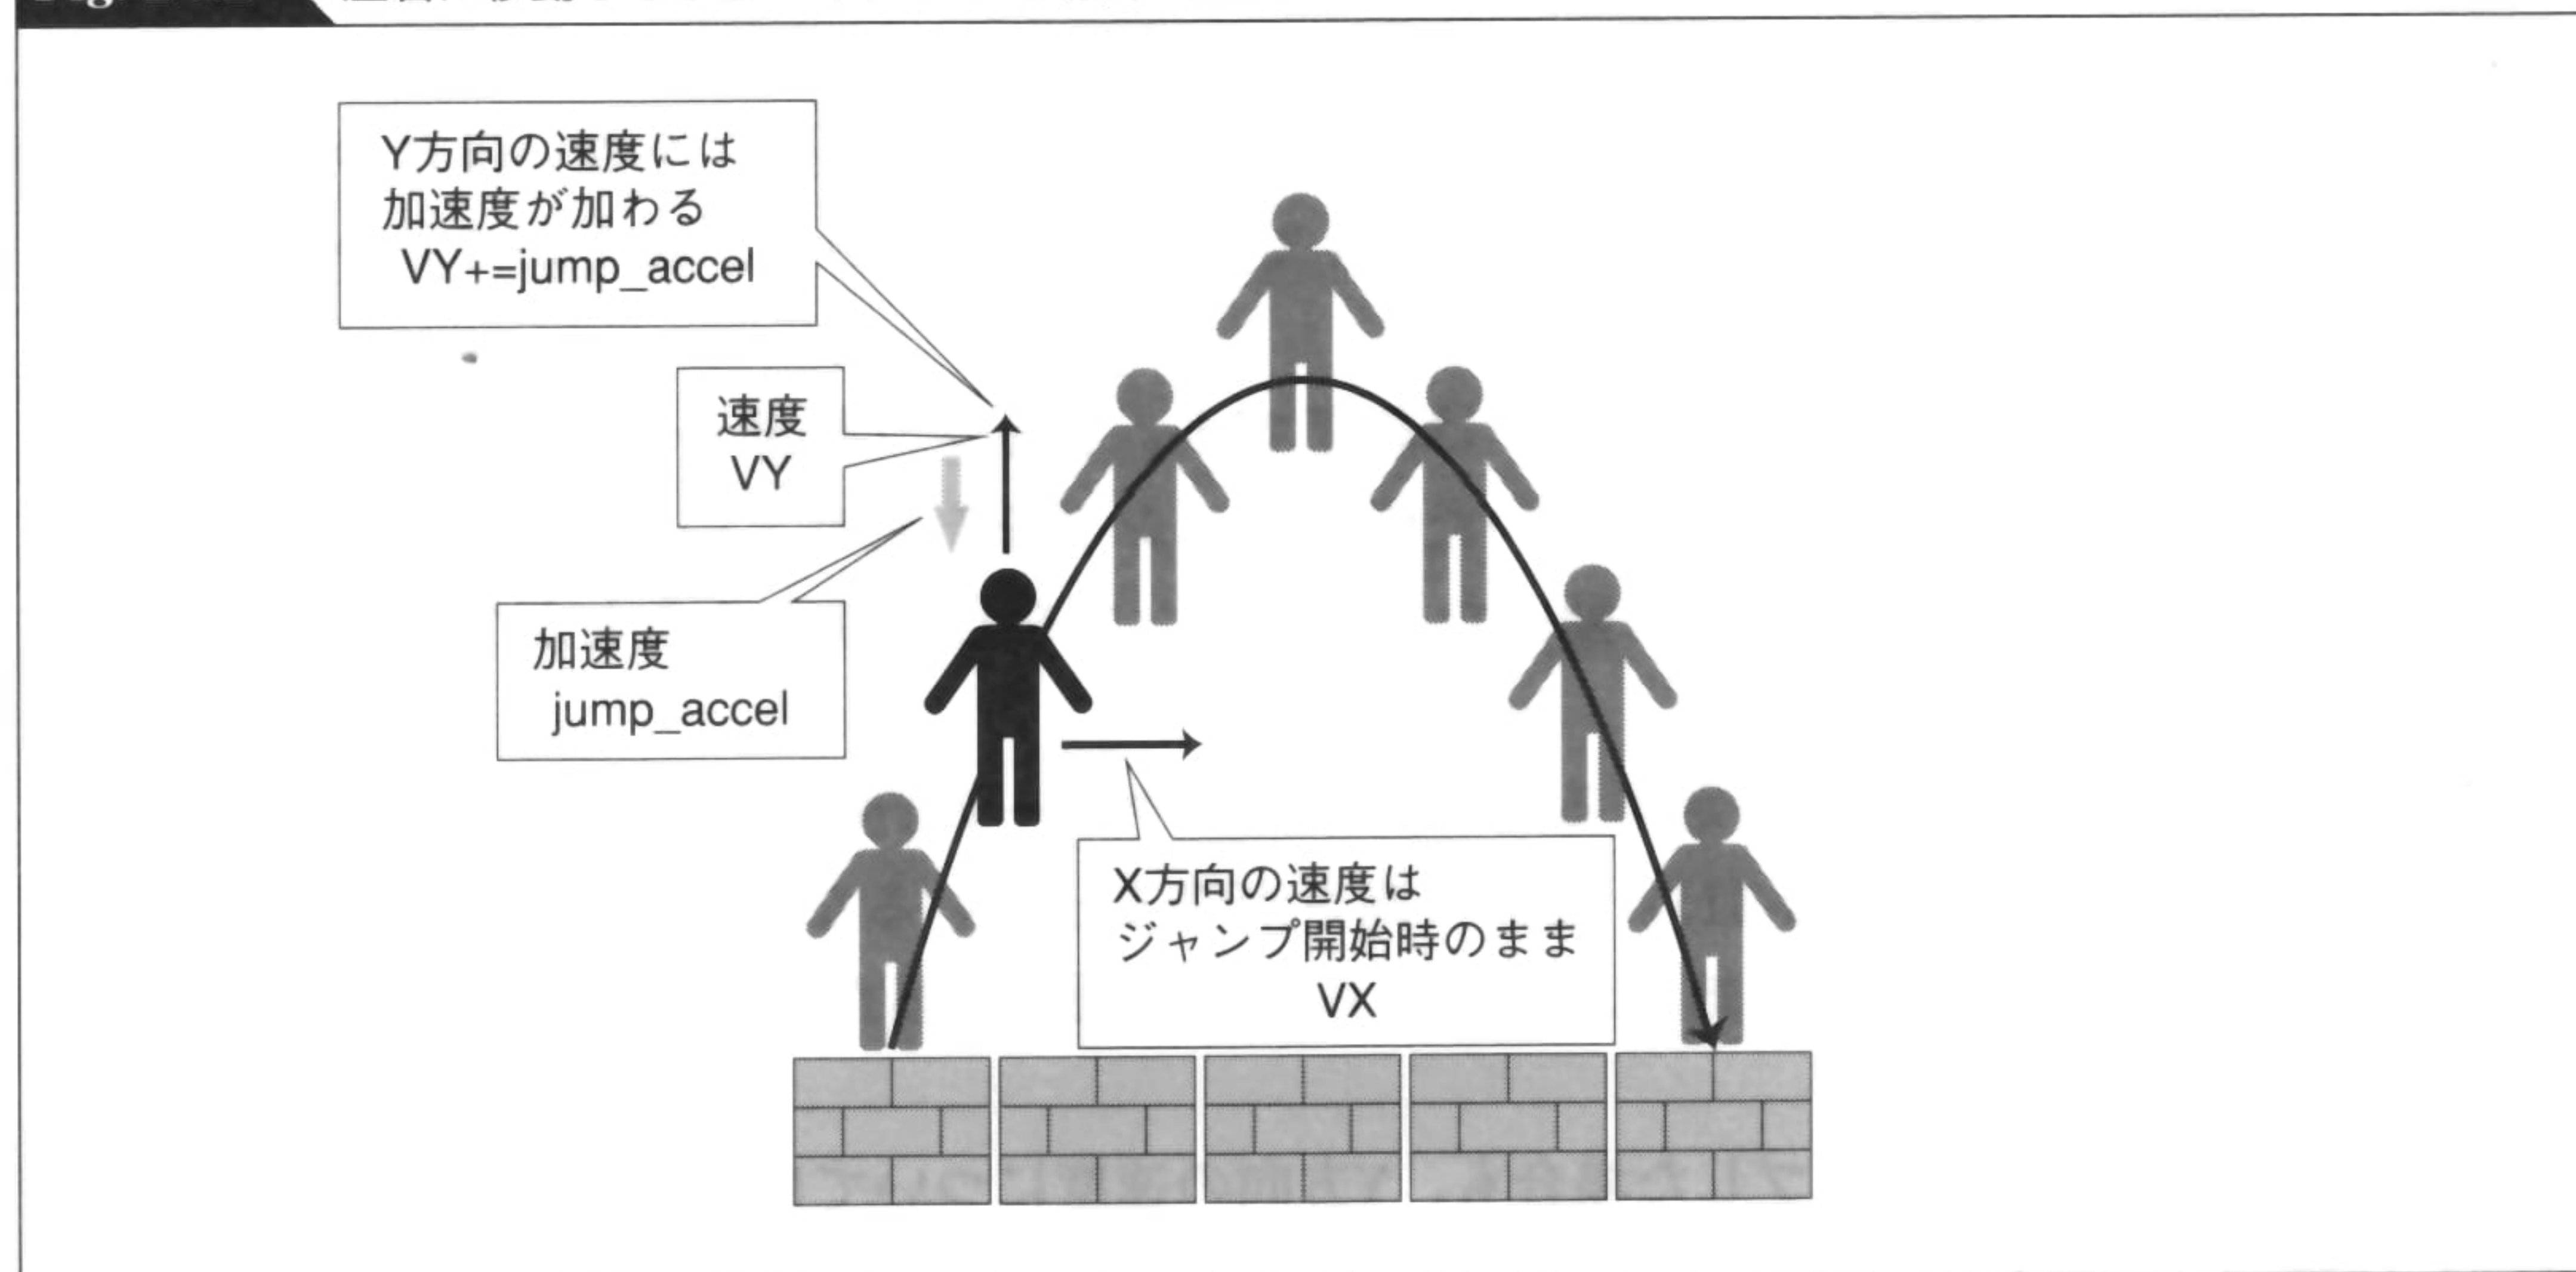 Y方向の速度には
加速度が加わる
VY+=jump_accel
速度
VY
加速度
jump_accel
X方向の速度は
ジャンプ開始時のまま
VX